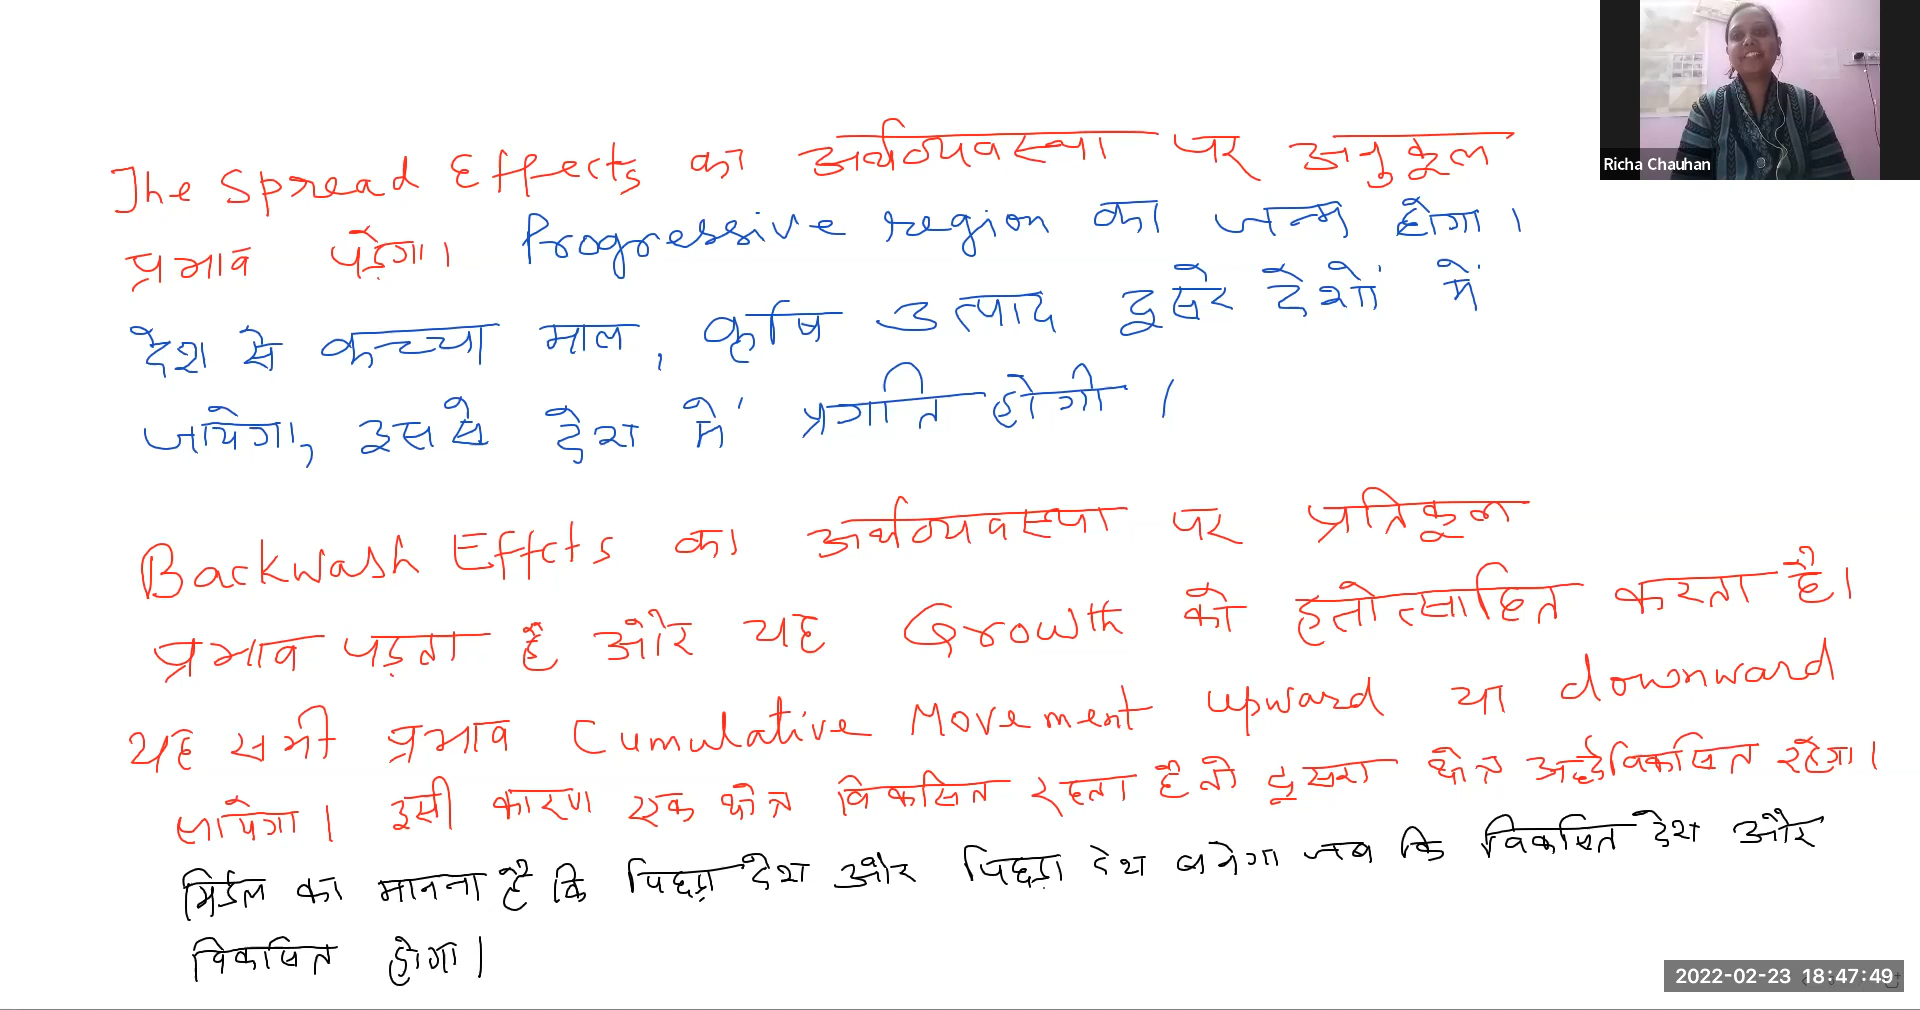 Richa Chauhan
The Spread Effects का अर्थव्यवस्था पर अनुकूल
प्रभाव पड़ेगा। Progressive region का जन्म होगा।
देश से कच्चा माल, कृषि उत्पाद दूसरे देशों में
जायेगा, इससे देश में प्रगति होगी।
Backwash Effcts का अर्थव्यवस्था पर प्रतिकूल
प्रभाव पड़ता है और यह Growth को हतोत्साहित करता है।
यह सभी प्रभाव Cumulative Movement upward या downward
लायेगा। इसी कारण एक क्षेत्र विकसित रहता है तो दूसरा क्षेत्र अर्द्धविकसित रहेगा।
मिर्डल का मानना है कि पिछड़ा देश और पिछड़ा देश बनेगा जब कि विकसित देश और
विकसित होगा।
2022-02-23 18:47:49